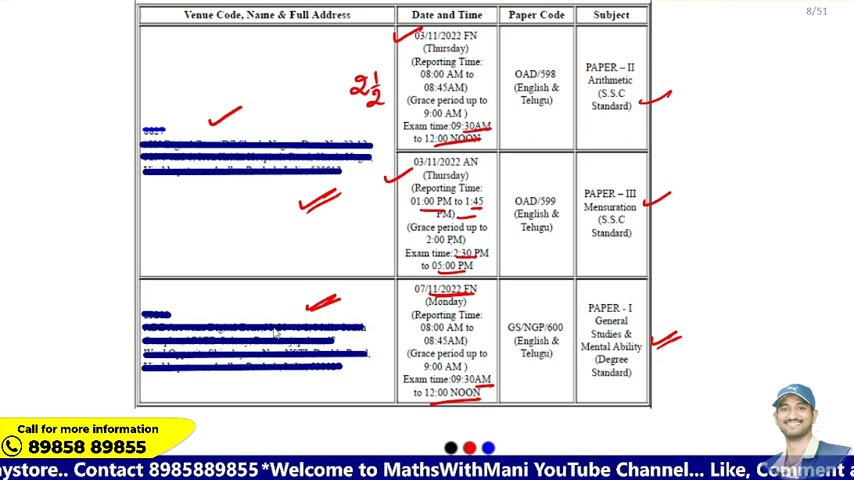 8/51
Venue Code, Name & Full Address
Date and Time
Paper Code
Subject
03/11/2022 FN
(Thursday)
(Reporting Time:
08:00 AM to
08:45AM)
(Grace period up to
9:00 AM )
Exam time:09:30AM
to 12:00 NOON
OAD/598
(English &
Telugu)
PAPER – II
Arithmetic
(S.S.C
Standard)
2 1/2
03/11/2022 AN
(Thursday)
(Reporting Time:
01:00 PM to 1:45
PM)
(Grace period up to
2:00 PM)
Exam time:2:30 PM
to 05:00 PM
OAD/599
(English &
Telugu)
PAPER – III
Mensuration
(S.S.C
Standard)
07/11/2022 FN
(Monday)
(Reporting Time:
08:00 AM to
08:45AM)
(Grace period up to
9:00 AM )
Exam time:09:30AM
to 12:00 NOON
GS/NGP/600
(English &
Telugu)
PAPER - I
General
Studies &
Mental Ability
(Degree
Standard)
Call for more information
89858 89855
aystore.. Contact 8985889855 *Welcome to MathsWithMani YouTube Channel... Like, Comment a